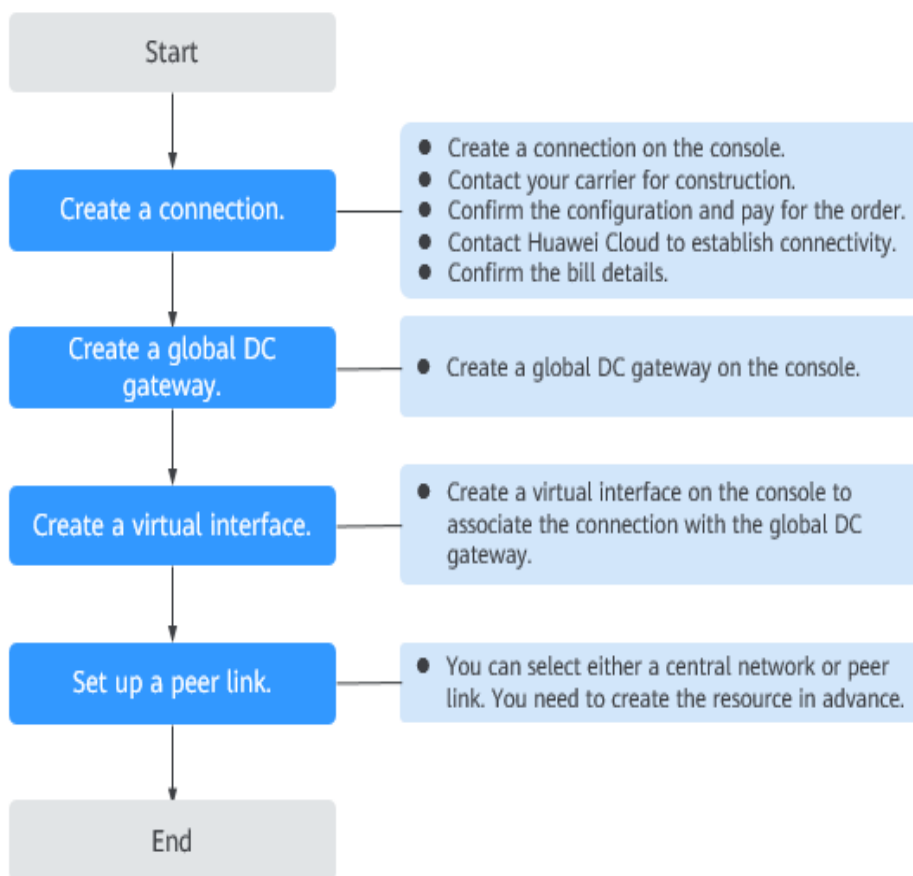 Start
Create a connection.
● Create a connection on the console.
● Contact your carrier for construction.
● Confirm the configuration and pay for the order.
● Contact Huawei Cloud to establish connectivity.
● Confirm the bill details.
Create a global DC
gateway.
● Create a global DC gateway on the console.
Create a virtual interface.
● Create a virtual interface on the console to
associate the connection with the global DC
gateway.
Set up a peer link.
● You can select either a central network or peer
link. You need to create the resource in advance.
End